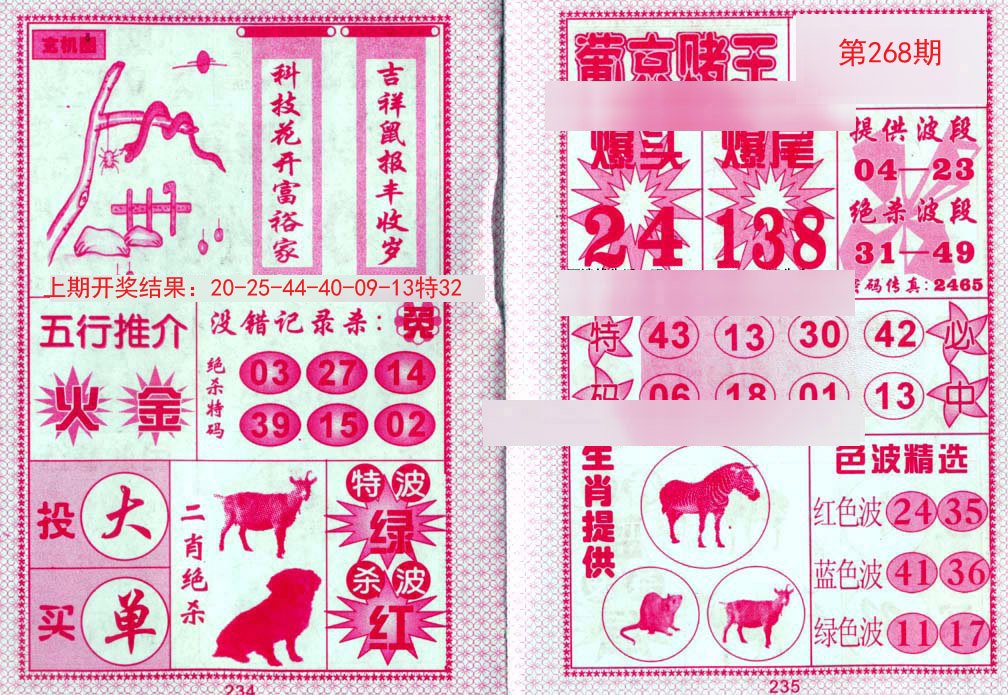 玄机图
科技花开富裕家
吉祥鼠报丰收岁
上期开奖结果：20-25-44-40-09-13特32
五行推介
火 金
没错记录杀：
绝杀特码
03 27 14
39 15 02
投 大
买 单
二肖绝杀
特波
绿
杀波
红
234
葡京赌王
第268期
爆头 爆尾
24 138
提供波段
04—23
绝杀波段
31—49
密码传真：2465
特码
43 13 30 42
06 18 01 13
必中
生肖提供
色波精选
红色波 24 35
蓝色波 41 36
绿色波 11 17
235